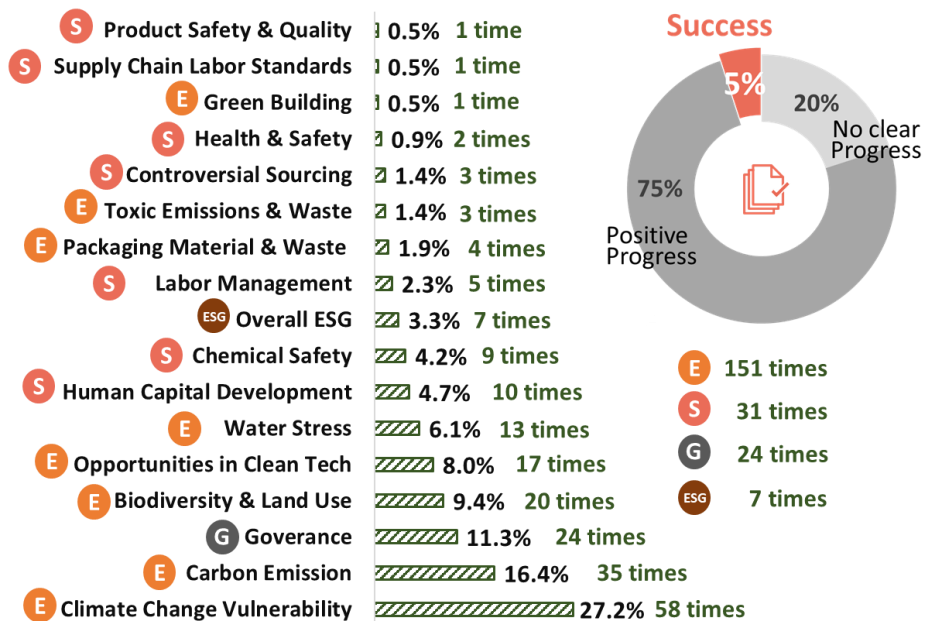 S Product Safety & Quality 0.5% 1 time
S Supply Chain Labor Standards 0.5% 1 time
E Green Building 0.5% 1 time
S Health & Safety 0.9% 2 times
S Controversial Sourcing 1.4% 3 times
E Toxic Emissions & Waste 1.4% 3 times
E Packaging Material & Waste 1.9% 4 times
S Labor Management 2.3% 5 times
ESG Overall ESG 3.3% 7 times
S Chemical Safety 4.2% 9 times
S Human Capital Development 4.7% 10 times
E Water Stress 6.1% 13 times
E Opportunities in Clean Tech 8.0% 17 times
E Biodiversity & Land Use 9.4% 20 times
G Goverance 11.3% 24 times
E Carbon Emission 16.4% 35 times
E Climate Change Vulnerability 27.2% 58 times
Success
5%
20%
No clear
Progress
75%
Positive
Progress
E 151 times
S 31 times
G 24 times
ESG 7 times